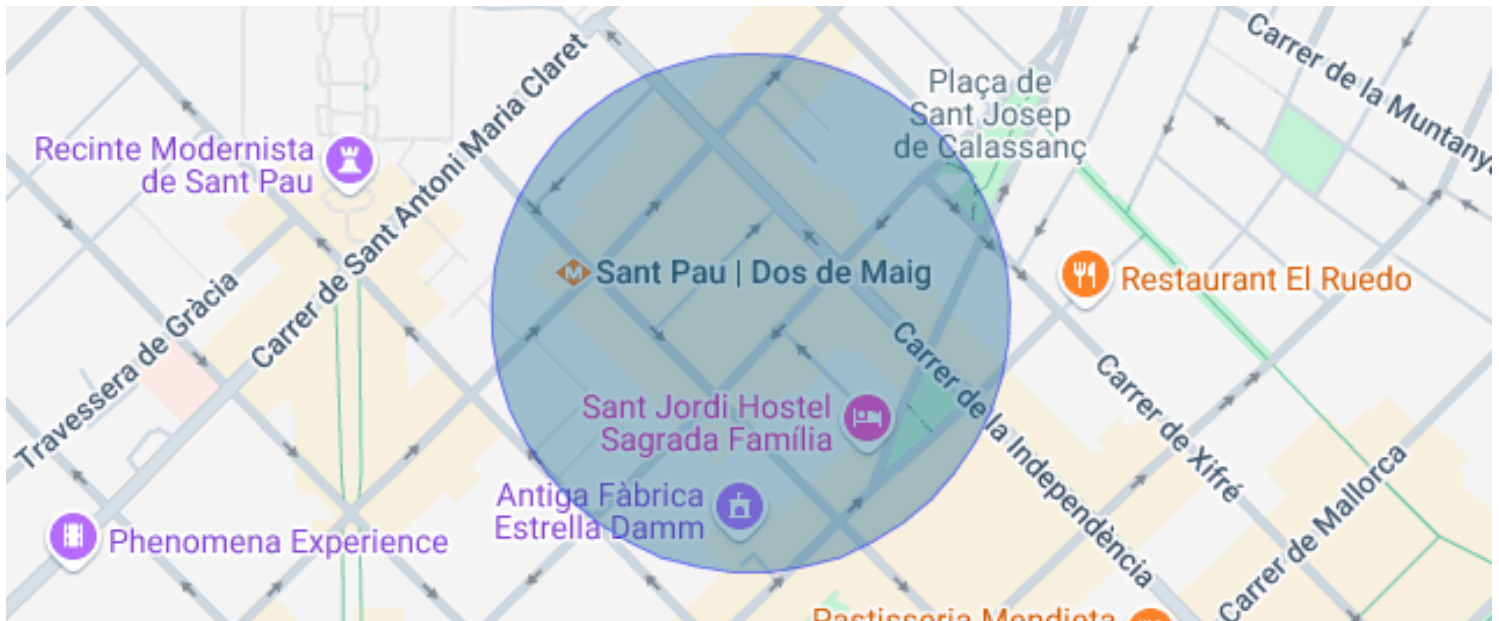 Carrer de la Muntanya
Plaça de
Sant Josep
de Calassanç
Carrer de Sant Antoni Maria Claret
Recinte Modernista
de Sant Pau
M
Sant Pau | Dos de Maig
Restaurant El Ruedo
Travessera de Gràcia
Carrer de la Independència
Carrer de Xifré
Sant Jordi Hostel
Sagrada Família
Carrer de Mallorca
Antiga Fàbrica
Estrella Damm
Phenomena Experience
Pastisseria Mendieta